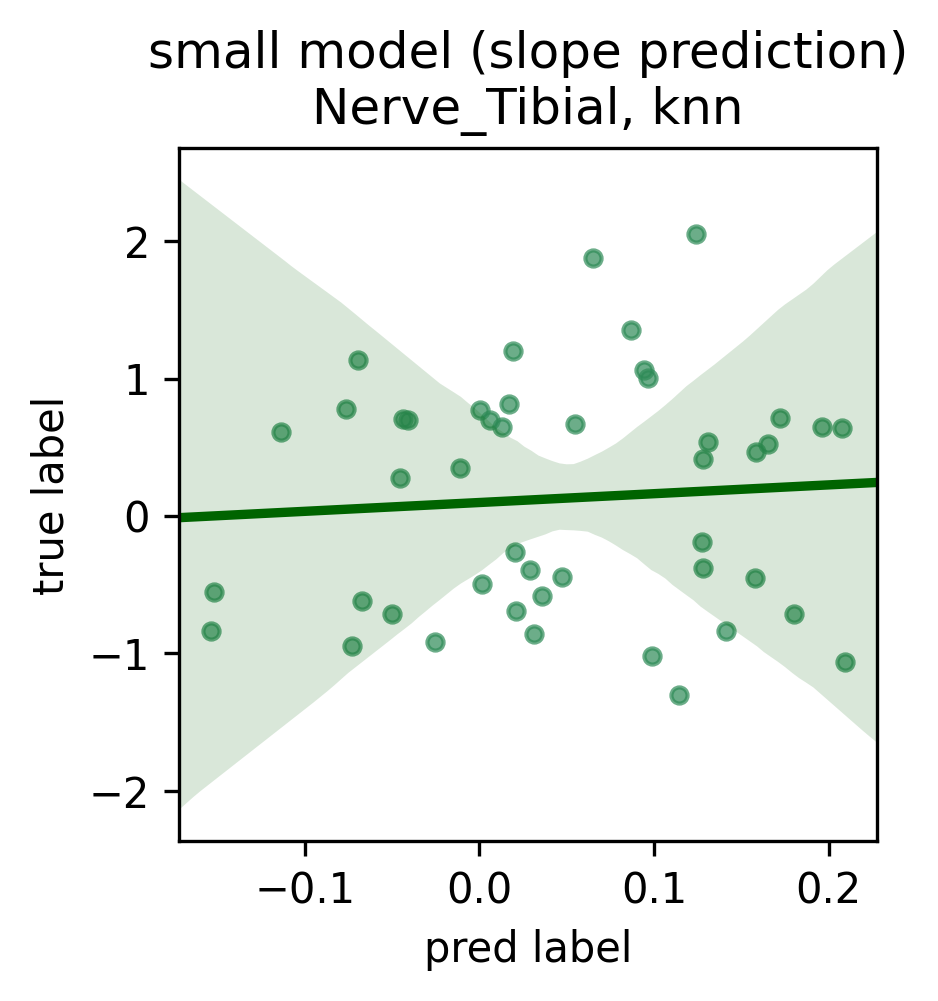 small model (slope prediction)
Nerve_Tibial, knn
true label
2
1
0
−1
−2
−0.1 0.0 0.1 0.2
pred label